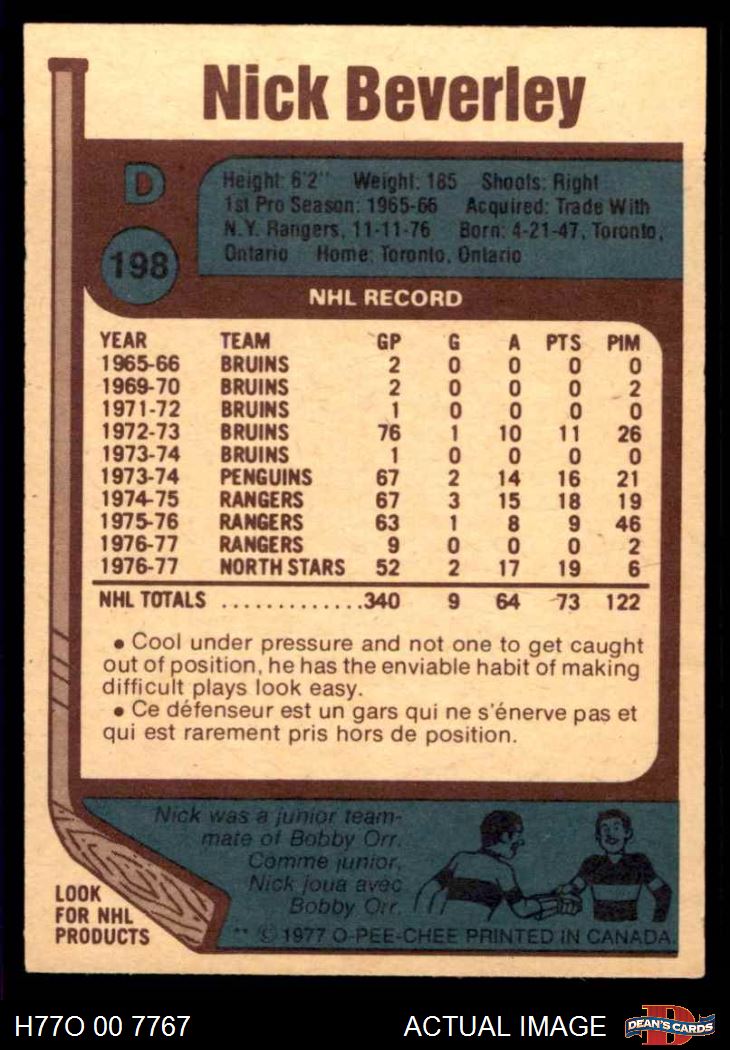 Nick Beverley
D
198
Height: 6'2" Weight: 185 Shoots: Right
1st Pro Season: 1965-66 Acquired: Trade With
N.Y. Rangers, 11-11-76 Born: 4-21-47, Toronto,
Ontario Home: Toronto, Ontario
NHL RECORD
YEAR TEAM GP G A PTS PIM
1965-66 BRUINS 2 0 0 0 0
1969-70 BRUINS 2 0 0 0 2
1971-72 BRUINS 1 0 0 0 0
1972-73 BRUINS 76 1 10 11 26
1973-74 BRUINS 1 0 0 0 0
1973-74 PENGUINS 67 2 14 16 21
1974-75 RANGERS 67 3 15 18 19
1975-76 RANGERS 63 1 8 9 46
1976-77 RANGERS 9 0 0 0 2
1976-77 NORTH STARS 52 2 17 19 6
NHL TOTALS .............340 9 64 73 122
• Cool under pressure and not one to get caught
out of position, he has the enviable habit of making
difficult plays look easy.
• Ce défenseur est un gars qui ne s'énerve pas et
qui est rarement pris hors de position.
Nick was a junior team-
mate of Bobby Orr.
Comme junior,
Nick joua avec
Bobby Orr.
LOOK
FOR NHL
PRODUCTS
** © 1977 O-PEE-CHEE PRINTED IN CANADA
H77O 00 7767 ACTUAL IMAGE
D
DEAN'S CARDS